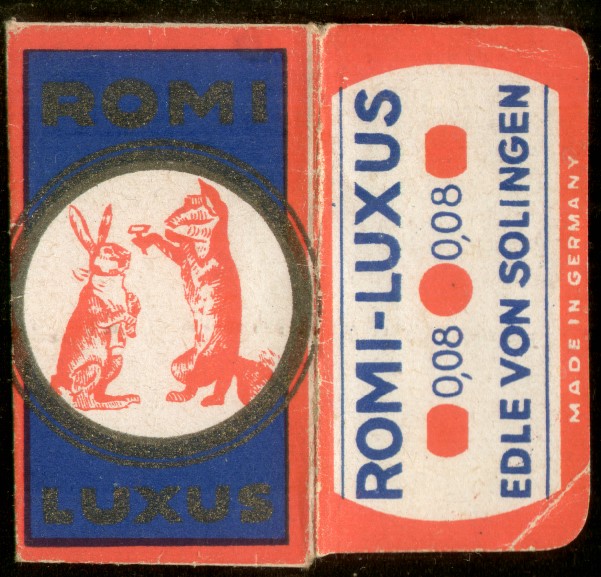 ROMI
LUXUS
ROMI-LUXUS
0,08 0,08
EDLE VON SOLINGEN
MADE IN GERMANY